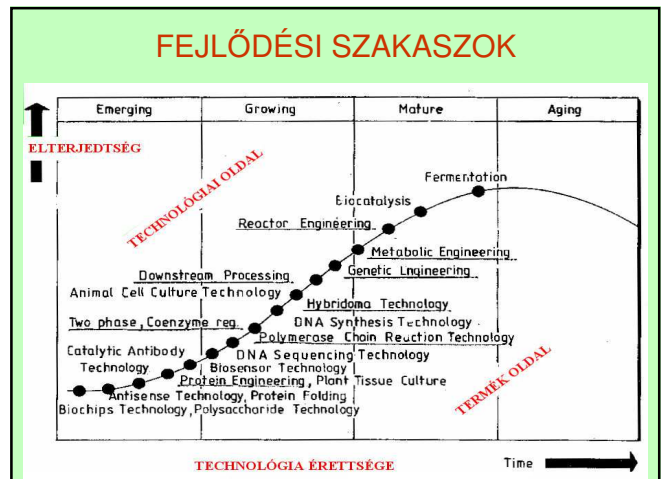 FEJLŐDÉSI SZAKASZOK
Emerging Growing Mature Aging
ELTERJEDTSÉG
TECHNOLÓGIAI OLDAL
Fermentation
Biocatalysis
Reactor Engineering
Metabolic Engineering
Downstream Processing
Genetic Engineering
Animal Cell Culture Technology
Hybridoma Technology
Two phase, Coenzyme reg.
DNA Synthesis Technology
Polymerase Chain Reaction Technology
Catalytic Antibody
Technology
DNA Sequencing Technology
Biosensor Technology
Protein Engineering, Plant Tissue Culture
Antisense Technology, Protein Folding
Biochips Technology, Polysaccharide Technology
TERMÉK OLDAL
TECHNOLÓGIA ÉRETTSÉGE
Time